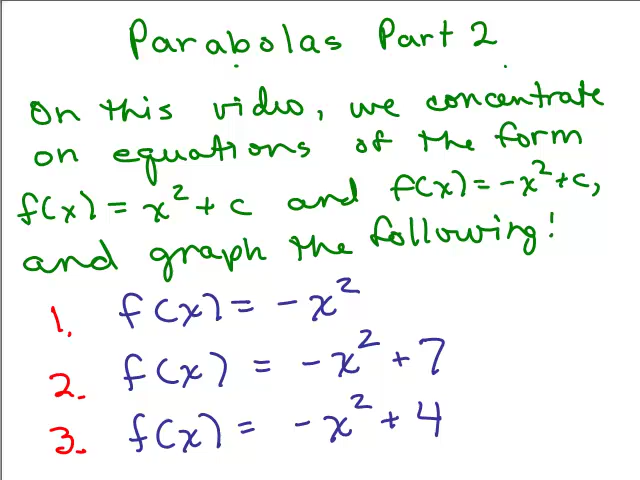 Parabolas Part 2
On this video, we concentrate
on equations of the form
f(x) = x² + c and f(x) = -x² + c,
and graph the following!
1. f(x) = -x²
2. f(x) = -x² + 7
3. f(x) = -x² + 4